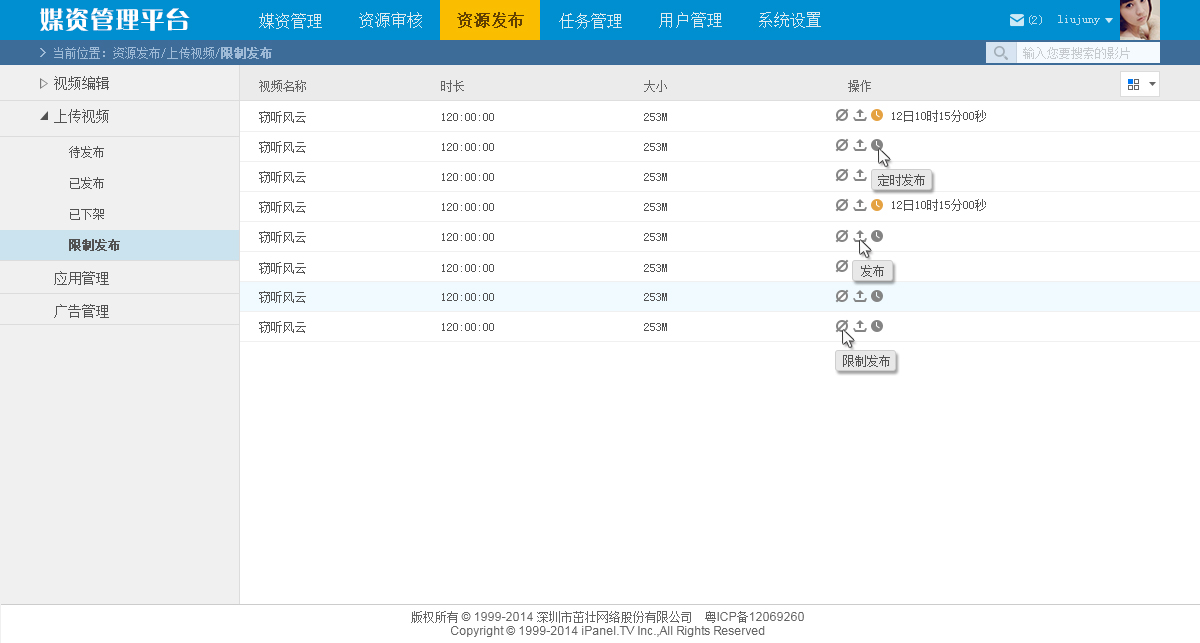 媒资管理平台 媒资管理 资源审核 资源发布 任务管理 用户管理 系统设置 (2) liujuny
当前位置：资源发布/上传视频/限制发布 输入您要搜索的影片
视频编辑
上传视频
待发布
已发布
已下架
限制发布
应用管理
广告管理
视频名称 时长 大小 操作
窃听风云 120:00:00 253M 12日10时15分00秒
窃听风云 120:00:00 253M
窃听风云 120:00:00 253M 定时发布
窃听风云 120:00:00 253M 12日10时15分00秒
窃听风云 120:00:00 253M
窃听风云 120:00:00 253M 发布
窃听风云 120:00:00 253M
窃听风云 120:00:00 253M
限制发布
版权所有 © 1999-2014 深圳市茁壮网络股份有限公司 粤ICP备12069260
Copyright © 1999-2014 iPanel.TV Inc.,All Rights Reserved